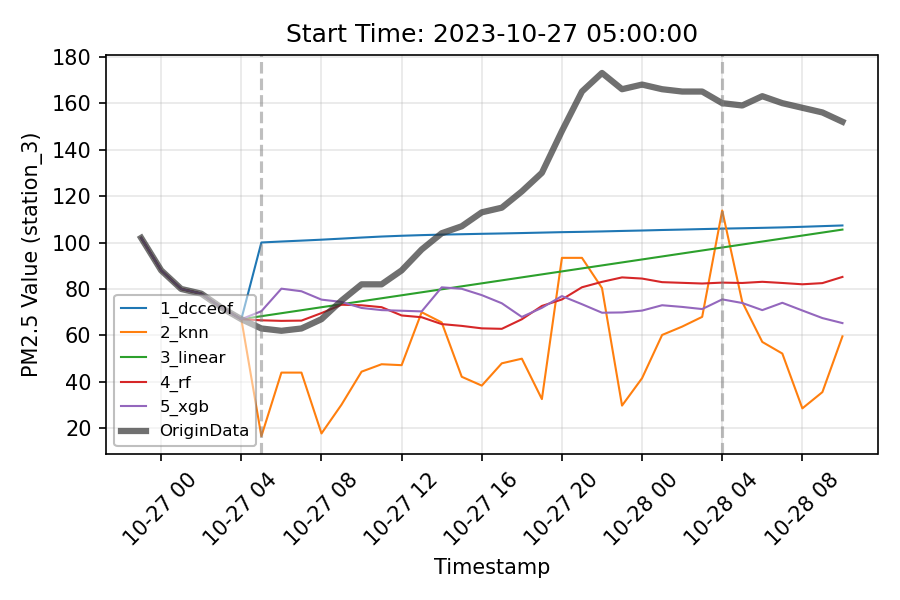 Start Time: 2023-10-27 05:00:00
PM2.5 Value (station_3)
180
160
140
120
100
80
60
40
20
1_dcceof
2_knn
3_linear
4_rf
5_xgb
OriginData
10-27 00
10-27 04
10-27 08
10-27 12
10-27 16
10-27 20
10-28 00
10-28 04
10-28 08
Timestamp